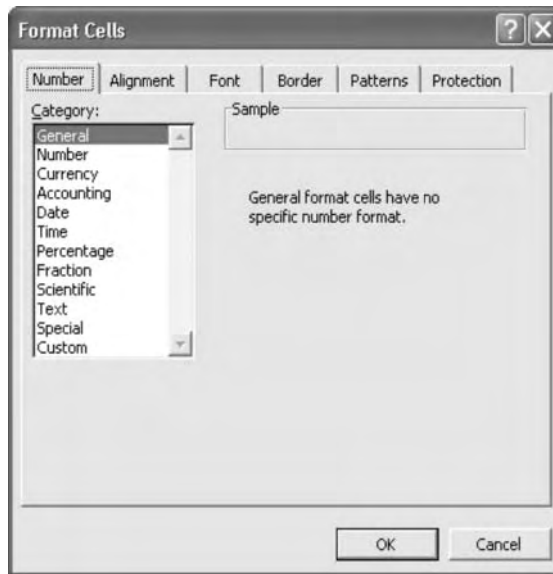 Format Cells
Number Alignment Font Border Patterns Protection
Category:
General
Number
Currency
Accounting
Date
Time
Percentage
Fraction
Scientific
Text
Special
Custom
Sample
General format cells have no
specific number format.
OK Cancel